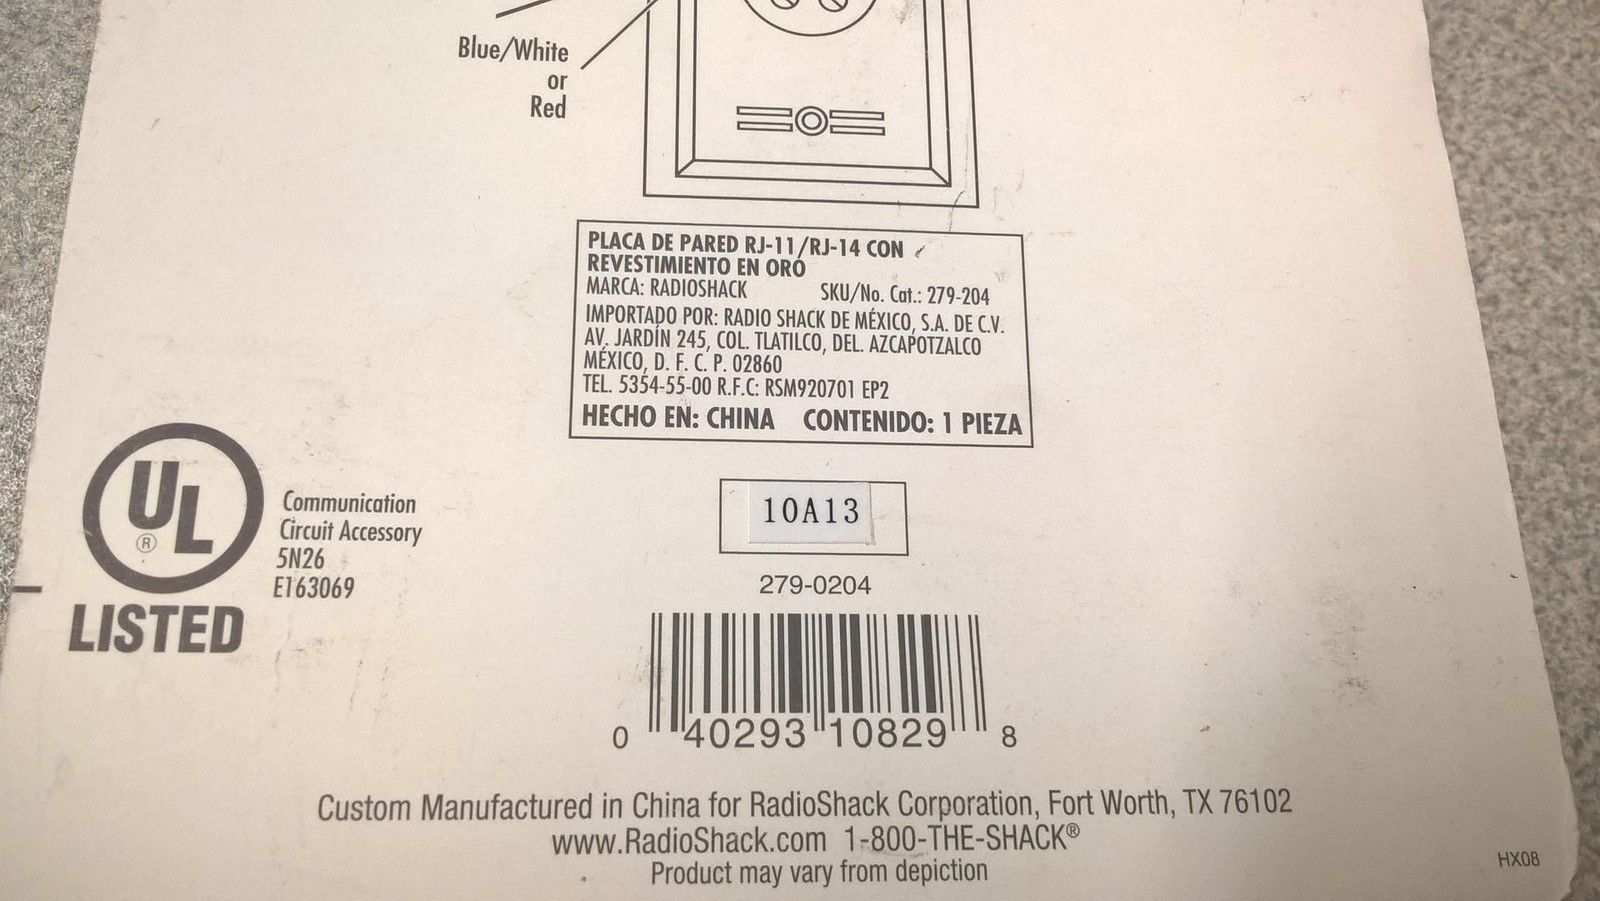 Blue/White
or
Red
PLACA DE PARED RJ-11/RJ-14 CON
REVESTIMIENTO EN ORO
MARCA: RADIOSHACK SKU/No. Cat.: 279-204
IMPORTADO POR: RADIO SHACK DE MÉXICO, S.A. DE C.V.
AV. JARDÍN 245, COL. TLATILCO, DEL. AZCAPOTZALCO
MÉXICO, D. F. C. P. 02860
TEL. 5354-55-00 R.F.C: RSM920701 EP2
HECHO EN: CHINA CONTENIDO: 1 PIEZA
UL ®
LISTED
Communication
Circuit Accessory
5N26
E163069
10A13
279-0204
0 40293 10829 8
Custom Manufactured in China for RadioShack Corporation, Fort Worth, TX 76102
www.RadioShack.com 1-800-THE-SHACK®
Product may vary from depiction
HX08